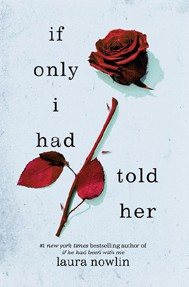 if
only
i
had
told
her
#1 new york times bestselling author of
if he had been with me
laura nowlin